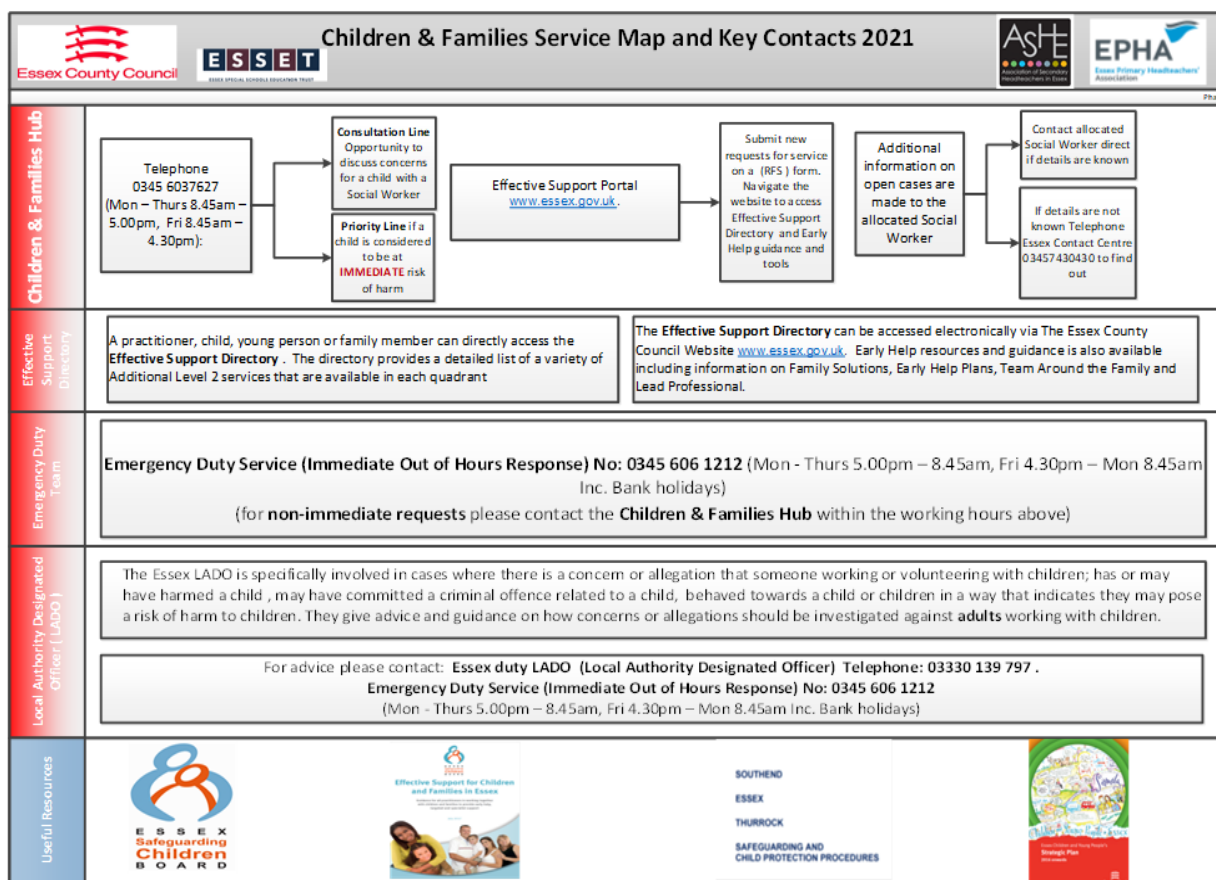 Children & Families Service Map and Key Contacts 2021
Essex County Council
ESSET
ESSEX SPECIAL SCHOOLS EDUCATION TRUST
ASHE
Association of Secondary
Headteachers in Essex
EPHA
Essex Primary Headteachers'
Association
Pha
Children & Families Hub
Telephone
0345 6037627
(Mon – Thurs 8.45am –
5.00pm, Fri 8.45am –
4.30pm):
Consultation Line
Opportunity to
discuss concerns
for a child with a
Social Worker
Priority Line if a
child is considered
to be at
IMMEDIATE risk
of harm
Effective Support Portal
www.essex.gov.uk .
Submit new
requests for service
on a (RFS ) form.
Navigate the
website to access
Effective Support
Directory and Early
Help guidance and
tools
Additional
information on
open cases are
made to the
allocated Social
Worker
Contact allocated
Social Worker direct
if details are known
If details are not
known Telephone
Essex Contact Centre
03457430430 to find
out
Effective
Support
Directory
A practitioner, child, young person or family member can directly access the
Effective Support Directory . The directory provides a detailed list of a variety of
Additional Level 2 services that are available in each quadrant
The Effective Support Directory can be accessed electronically via The Essex County
Council Website www.essex.gov.uk. Early Help resources and guidance is also available
including information on Family Solutions, Early Help Plans, Team Around the Family and
Lead Professional.
Emergency Duty
Team
Emergency Duty Service (Immediate Out of Hours Response) No: 0345 606 1212 (Mon - Thurs 5.00pm – 8.45am, Fri 4.30pm – Mon 8.45am
Inc. Bank holidays)
(for non-immediate requests please contact the Children & Families Hub within the working hours above)
Local Authority Designated
Officer ( LADO )
The Essex LADO is specifically involved in cases where there is a concern or allegation that someone working or volunteering with children; has or may
have harmed a child , may have committed a criminal offence related to a child, behaved towards a child or children in a way that indicates they may pose
a risk of harm to children. They give advice and guidance on how concerns or allegations should be investigated against adults working with children.
For advice please contact: Essex duty LADO (Local Authority Designated Officer) Telephone: 03330 139 797 .
Emergency Duty Service (Immediate Out of Hours Response) No: 0345 606 1212
(Mon - Thurs 5.00pm – 8.45am, Fri 4.30pm – Mon 8.45am Inc. Bank holidays)
Useful Resources
ESSEX
Safeguarding
Children
BOARD
Effective Support for Children
and Families in Essex
SOUTHEND
ESSEX
THURROCK
SAFEGUARDING AND
CHILD PROTECTION PROCEDURES
Essex Children and Young People's
Strategic Plan